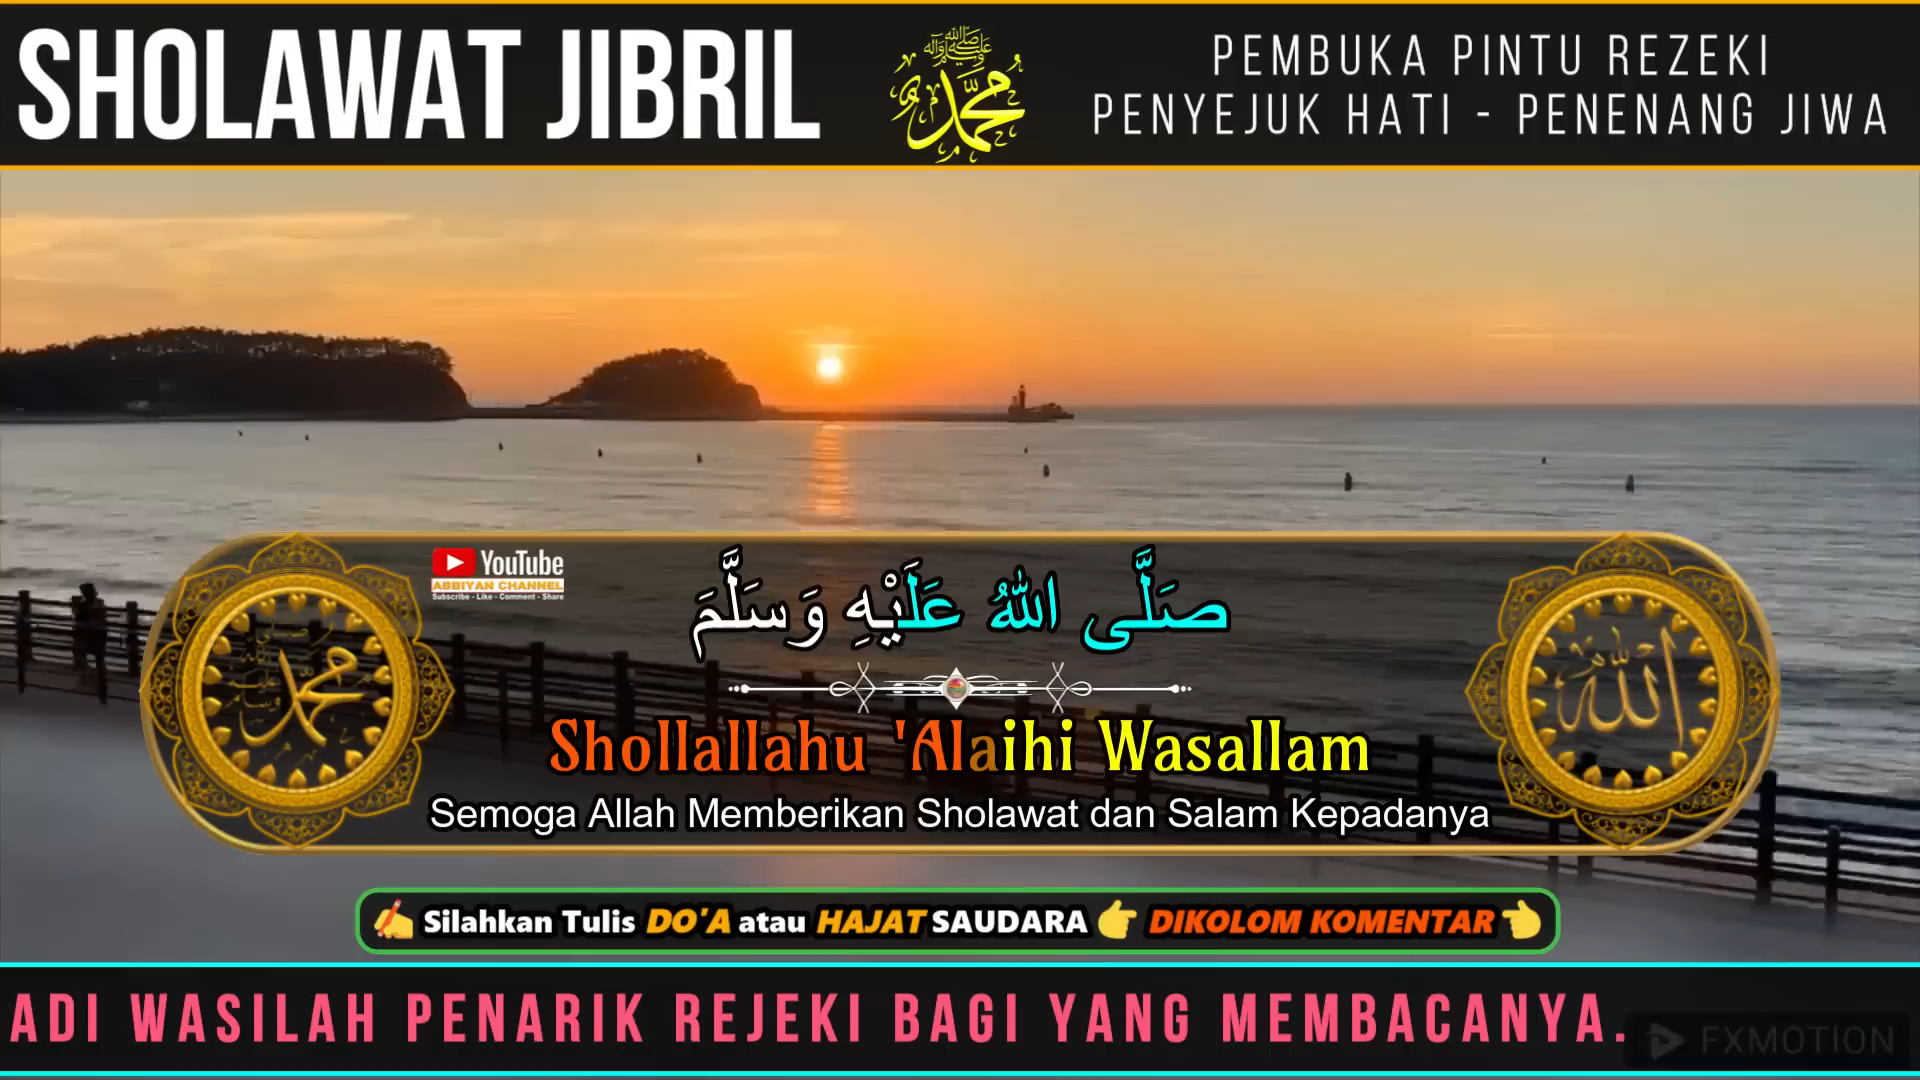 SHOLAWAT JIBRIL
محمد
PEMBUKA PINTU REZEKI
PENYEJUK HATI - PENENANG JIWA
YouTube
ABBIYAN CHANNEL
Subscribe - Like - Comment - Share
صَلَّى اللهُ عَلَيْهِ وَسَلَّمَ
محمد
الله
Shollallahu 'Alaihi Wasallam
Semoga Allah Memberikan Sholawat dan Salam Kepadanya
Silahkan Tulis DO'A atau HAJAT SAUDARA DIKOLOM KOMENTAR
ADI WASILAH PENARIK REJEKI BAGI YANG MEMBACANYA.
FXMOTION